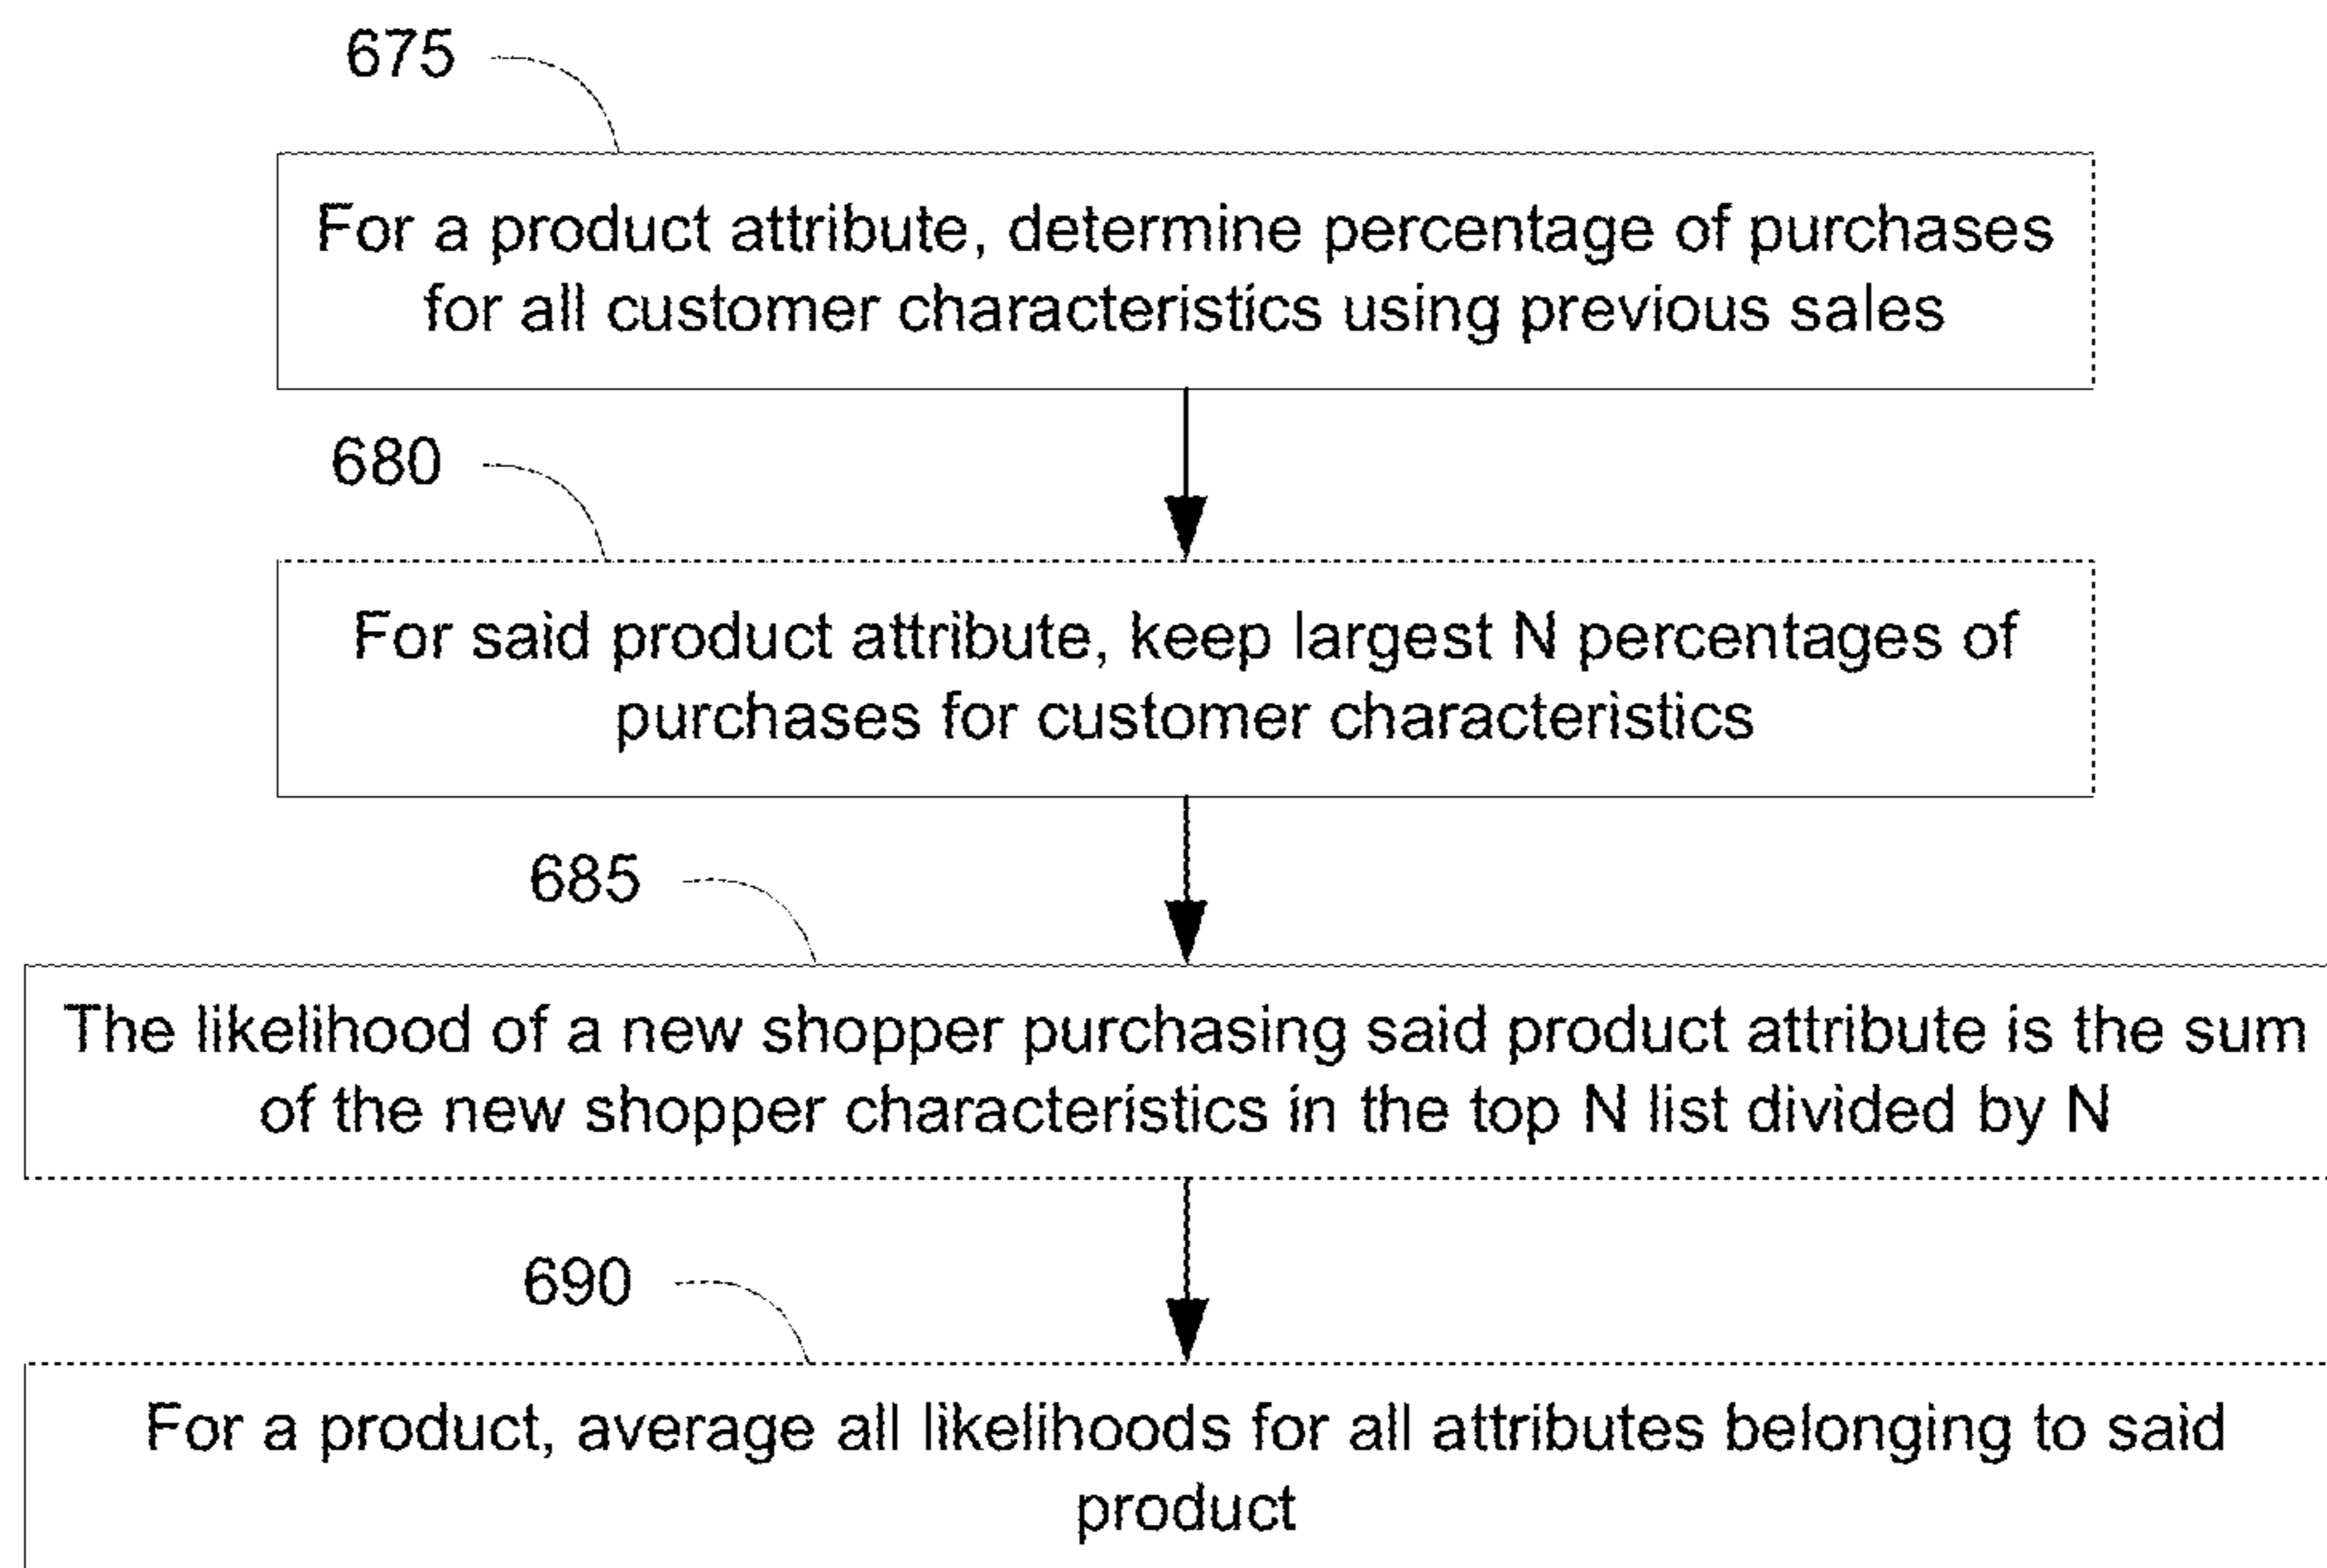 675
For a product attribute, determine percentage of purchases
for all customer characteristics using previous sales
680
For said product attribute, keep largest N percentages of
purchases for customer characteristics
685
The likelihood of a new shopper purchasing said product attribute is the sum
of the new shopper characteristics in the top N list divided by N
690
For a product, average all likelihoods for all attributes belonging to said
product